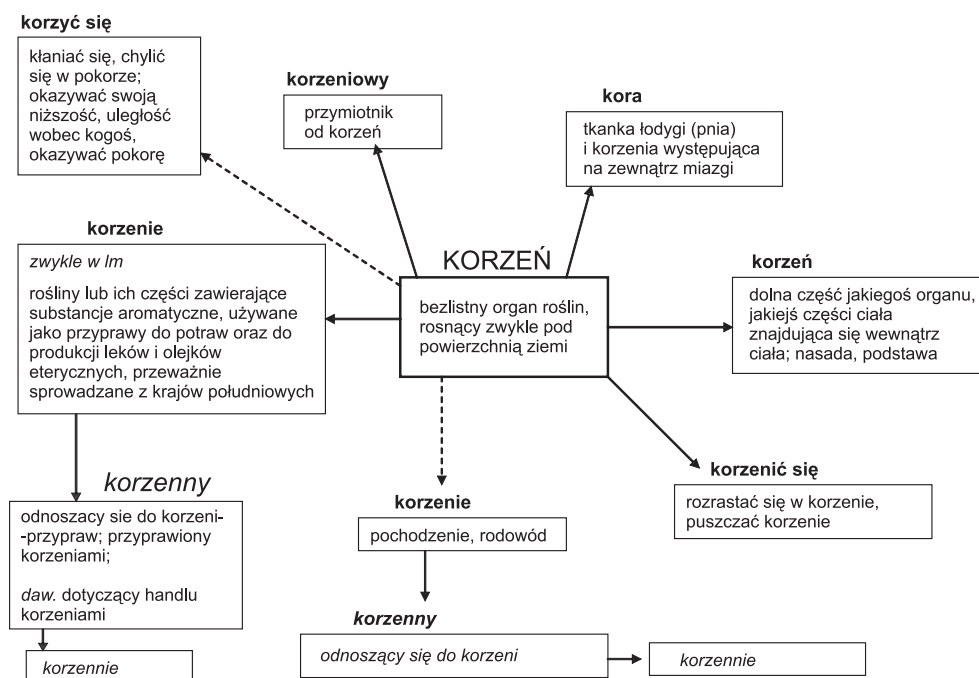 korzyć się
kłaniać się, chylić
się w pokorze;
okazywać swoją
niższość, uległość
wobec kogoś,
okazywać pokorę
korzeniowy
przymiotnik
od korzeń
kora
tkanka łodygi (pnia)
i korzenia występująca
na zewnątrz miazgi
korzenie
zwykle w lm
rośliny lub ich części zawierające
substancje aromatyczne, używane
jako przyprawy do potraw oraz do
produkcji leków i olejków
eterycznych, przeważnie
sprowadzane z krajów południowych
KORZEŃ
bezlistny organ roślin,
rosnący zwykle pod
powierzchnią ziemi
korzeń
dolna część jakiegoś organu,
jakiejś części ciała
znajdująca się wewnątrz
ciała; nasada, podstawa
korzenny
odnoszacy sie do korzeni-
-przypraw; przyprawiony
korzeniami;
daw. dotyczący handlu
korzeniami
korzennie
korzenie
pochodzenie, rodowód
korzenić się
rozrastać się w korzenie,
puszczać korzenie
korzenny
odnoszący się do korzeni
korzennie